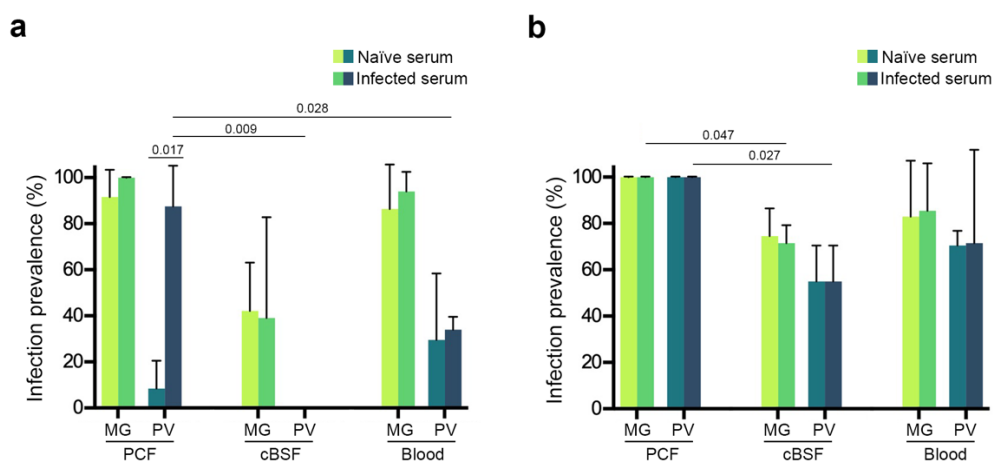 a
Naïve serum
Infected serum
0.028
0.009
0.017
Infection prevalence (%)
100
80
60
40
20
0
MG PV MG PV MG PV
PCF cBSF Blood
b
Naïve serum
Infected serum
0.047
0.027
Infection prevalence (%)
100
80
60
40
20
0
MG PV MG PV MG PV
PCF cBSF Blood